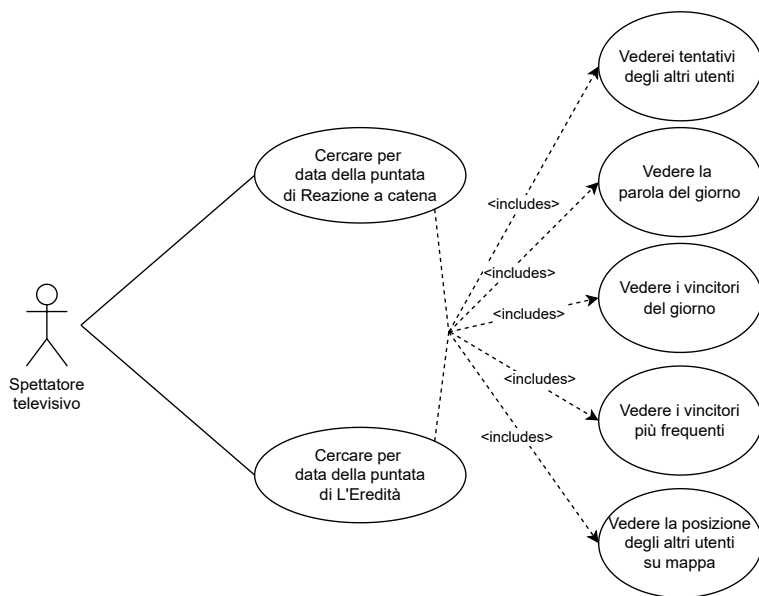 Vederei tentativi
degli altri utenti
Cercare per
data della puntata
di Reazione a catena
Vedere la
parola del giorno
<includes>
<includes>
Vedere i vincitori
del giorno
<includes>
Spettatore
televisivo
<includes>
Vedere i vincitori
più frequenti
<includes>
Cercare per
data della puntata
di L'Eredità
Vedere la posizione
degli altri utenti
su mappa